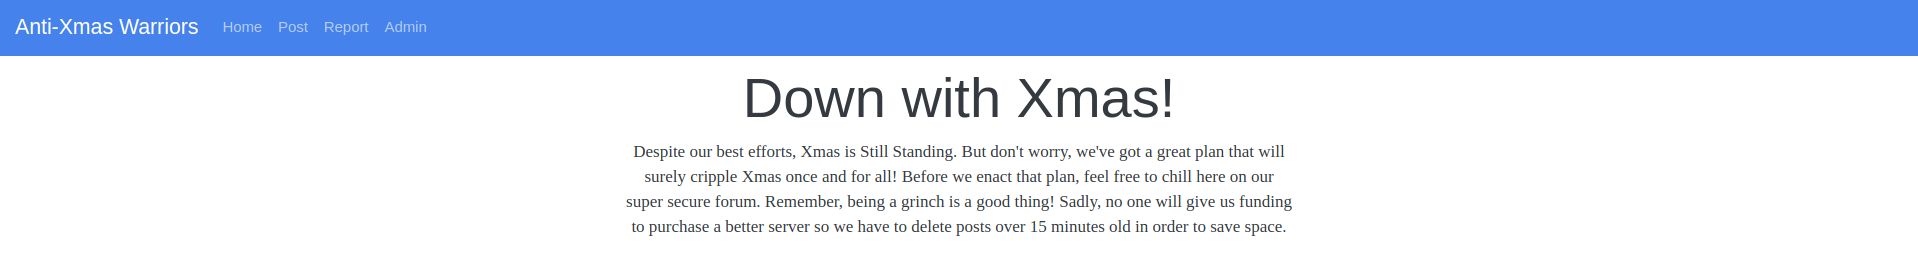 Anti-Xmas Warriors Home Post Report Admin
Down with Xmas!
Despite our best efforts, Xmas is Still Standing. But don't worry, we've got a great plan that will
surely cripple Xmas once and for all! Before we enact that plan, feel free to chill here on our
super secure forum. Remember, being a grinch is a good thing! Sadly, no one will give us funding
to purchase a better server so we have to delete posts over 15 minutes old in order to save space.